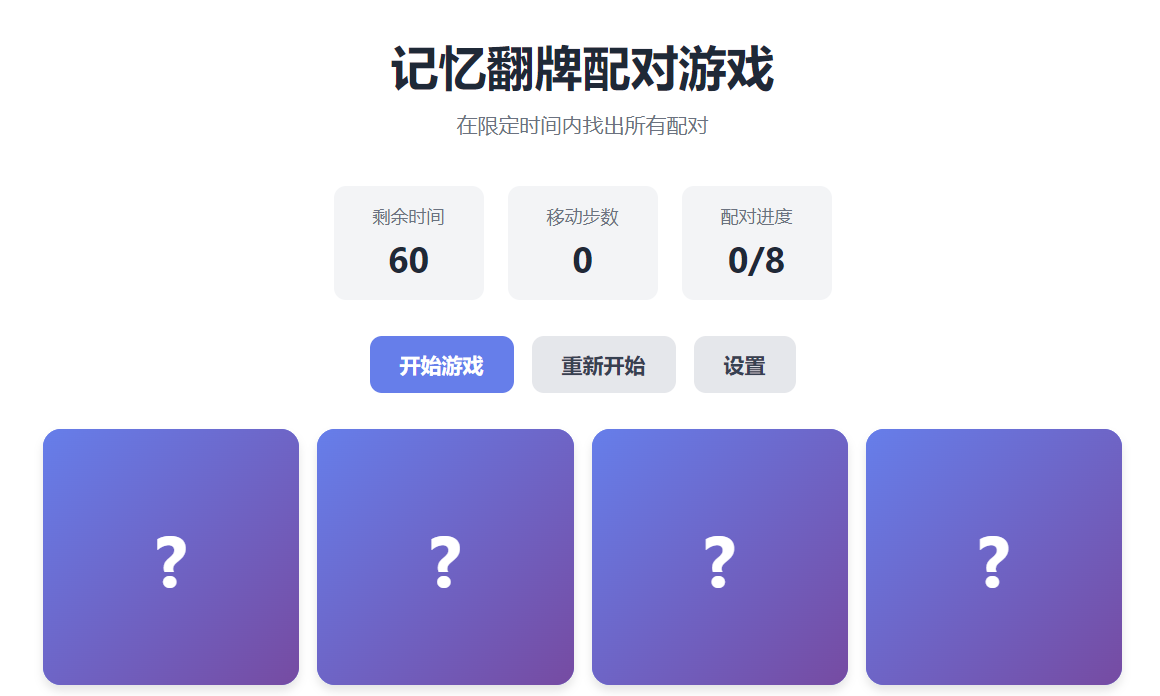 记忆翻牌配对游戏
在限定时间内找出所有配对
剩余时间 移动步数 配对进度
60 0 0/8
开始游戏 重新开始 设置
? ? ? ?